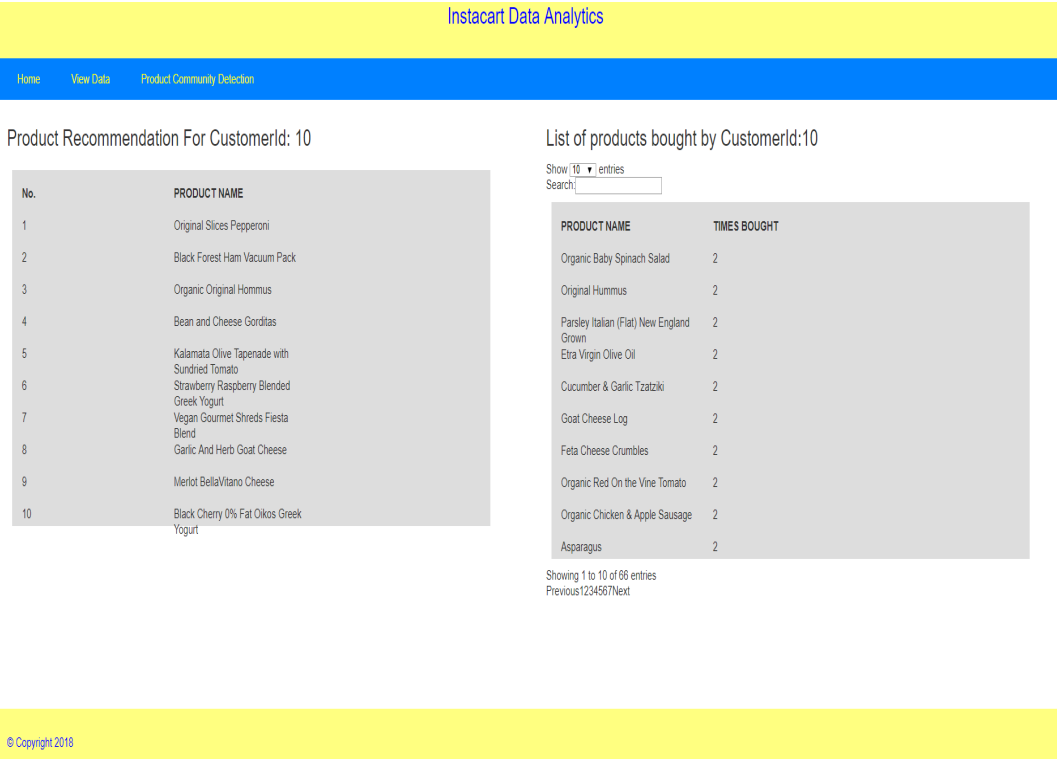 Instacart Data Analytics
Home View Data Product Community Detection
Product Recommendation For CustomerId: 10
No. PRODUCT NAME
1 Original Slices Pepperoni
2 Black Forest Ham Vacuum Pack
3 Organic Original Hommus
4 Bean and Cheese Gorditas
5 Kalamata Olive Tapenade with
Sundried Tomato
6 Strawberry Raspberry Blended
Greek Yogurt
7 Vegan Gourmet Shreds Fiesta
Blend
8 Garlic And Herb Goat Cheese
9 Merlot BellaVitano Cheese
10 Black Cherry 0% Fat Oikos Greek
Yogurt
List of products bought by CustomerId:10
Show 10 entries
Search:
PRODUCT NAME TIMES BOUGHT
Organic Baby Spinach Salad 2
Original Hummus 2
Parsley Italian (Flat) New England 2
Grown
Etra Virgin Olive Oil 2
Cucumber & Garlic Tzatziki 2
Goat Cheese Log 2
Feta Cheese Crumbles 2
Organic Red On the Vine Tomato 2
Organic Chicken & Apple Sausage 2
Asparagus 2
Showing 1 to 10 of 66 entries
Previous1234567Next
© Copyright 2018